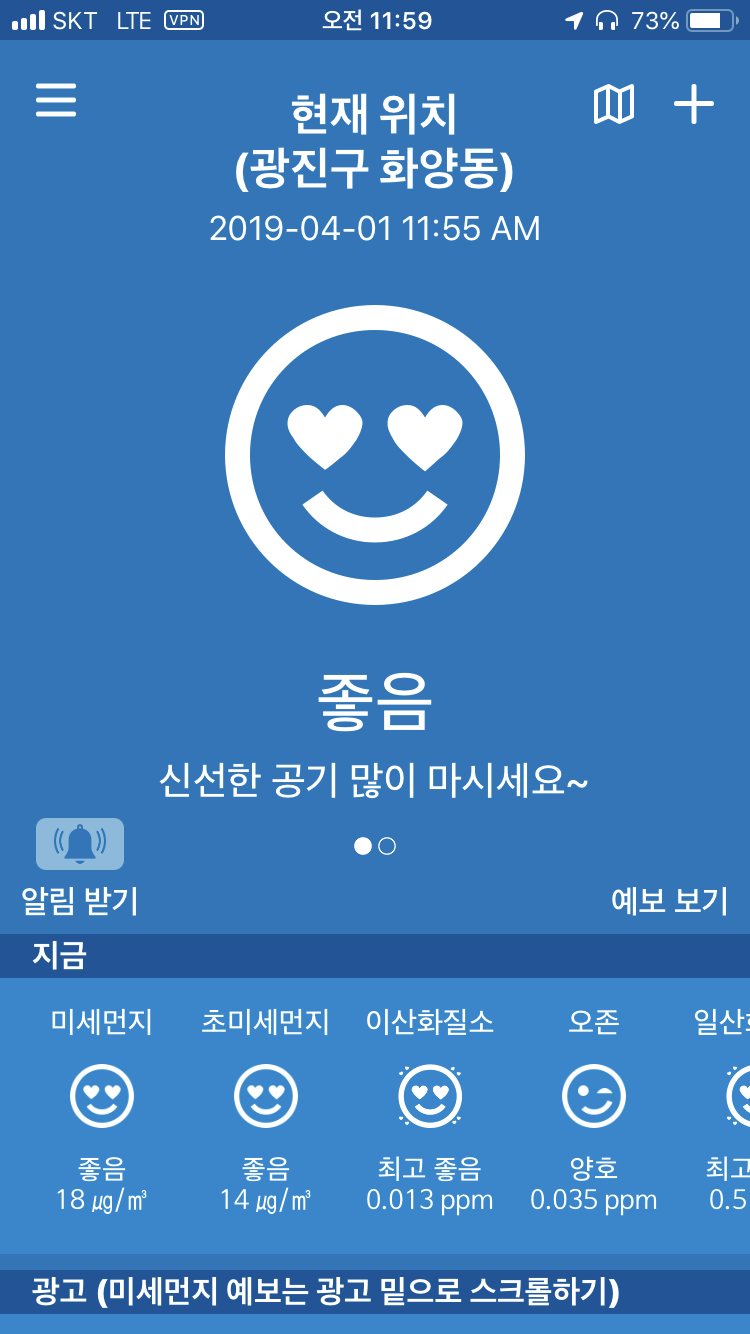 SKT LTE VPN 오전 11:59 73%
현재 위치
(광진구 화양동)
2019-04-01 11:55 AM
좋음
신선한 공기 많이 마시세요~
알림 받기 예보 보기
지금
미세먼지 초미세먼지 이산화질소 오존 일산
좋음 좋음 최고 좋음 양호 최고
18 μg/㎥ 14 μg/㎥ 0.013 ppm 0.035 ppm 0.5
광고 (미세먼지 예보는 광고 밑으로 스크롤하기)